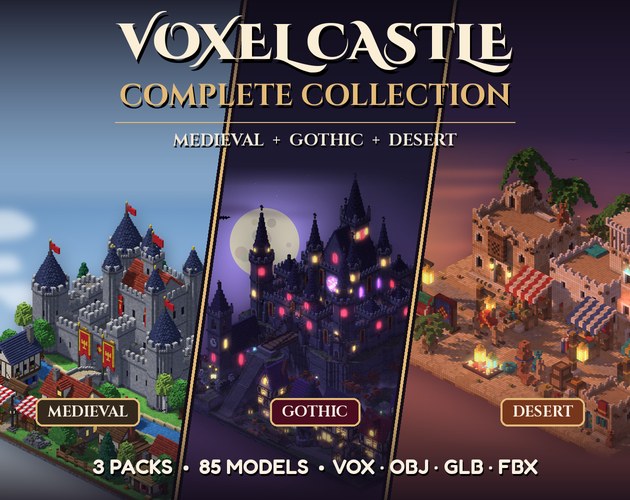 VOXEL CASTLE
COMPLETE COLLECTION
MEDIEVAL + GOTHIC + DESERT
MEDIEVAL
GOTHIC
DESERT
3 PACKS • 85 MODELS • VOX · OBJ · GLB · FBX